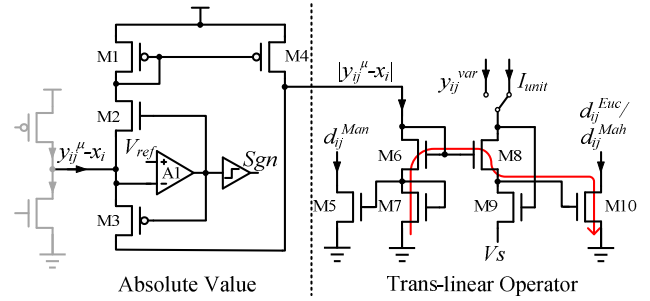 M1
M4
M2
y_ij^μ-x_i
V_ref
A1
Sgn
M3
|y_ij^μ-x_i|
y_ij^var
I_unit
d_ij^Man
d_ij^Euc/
d_ij^Mah
M6
M8
M5
M7
M9
M10
Vs
Absolute Value
Trans-linear Operator